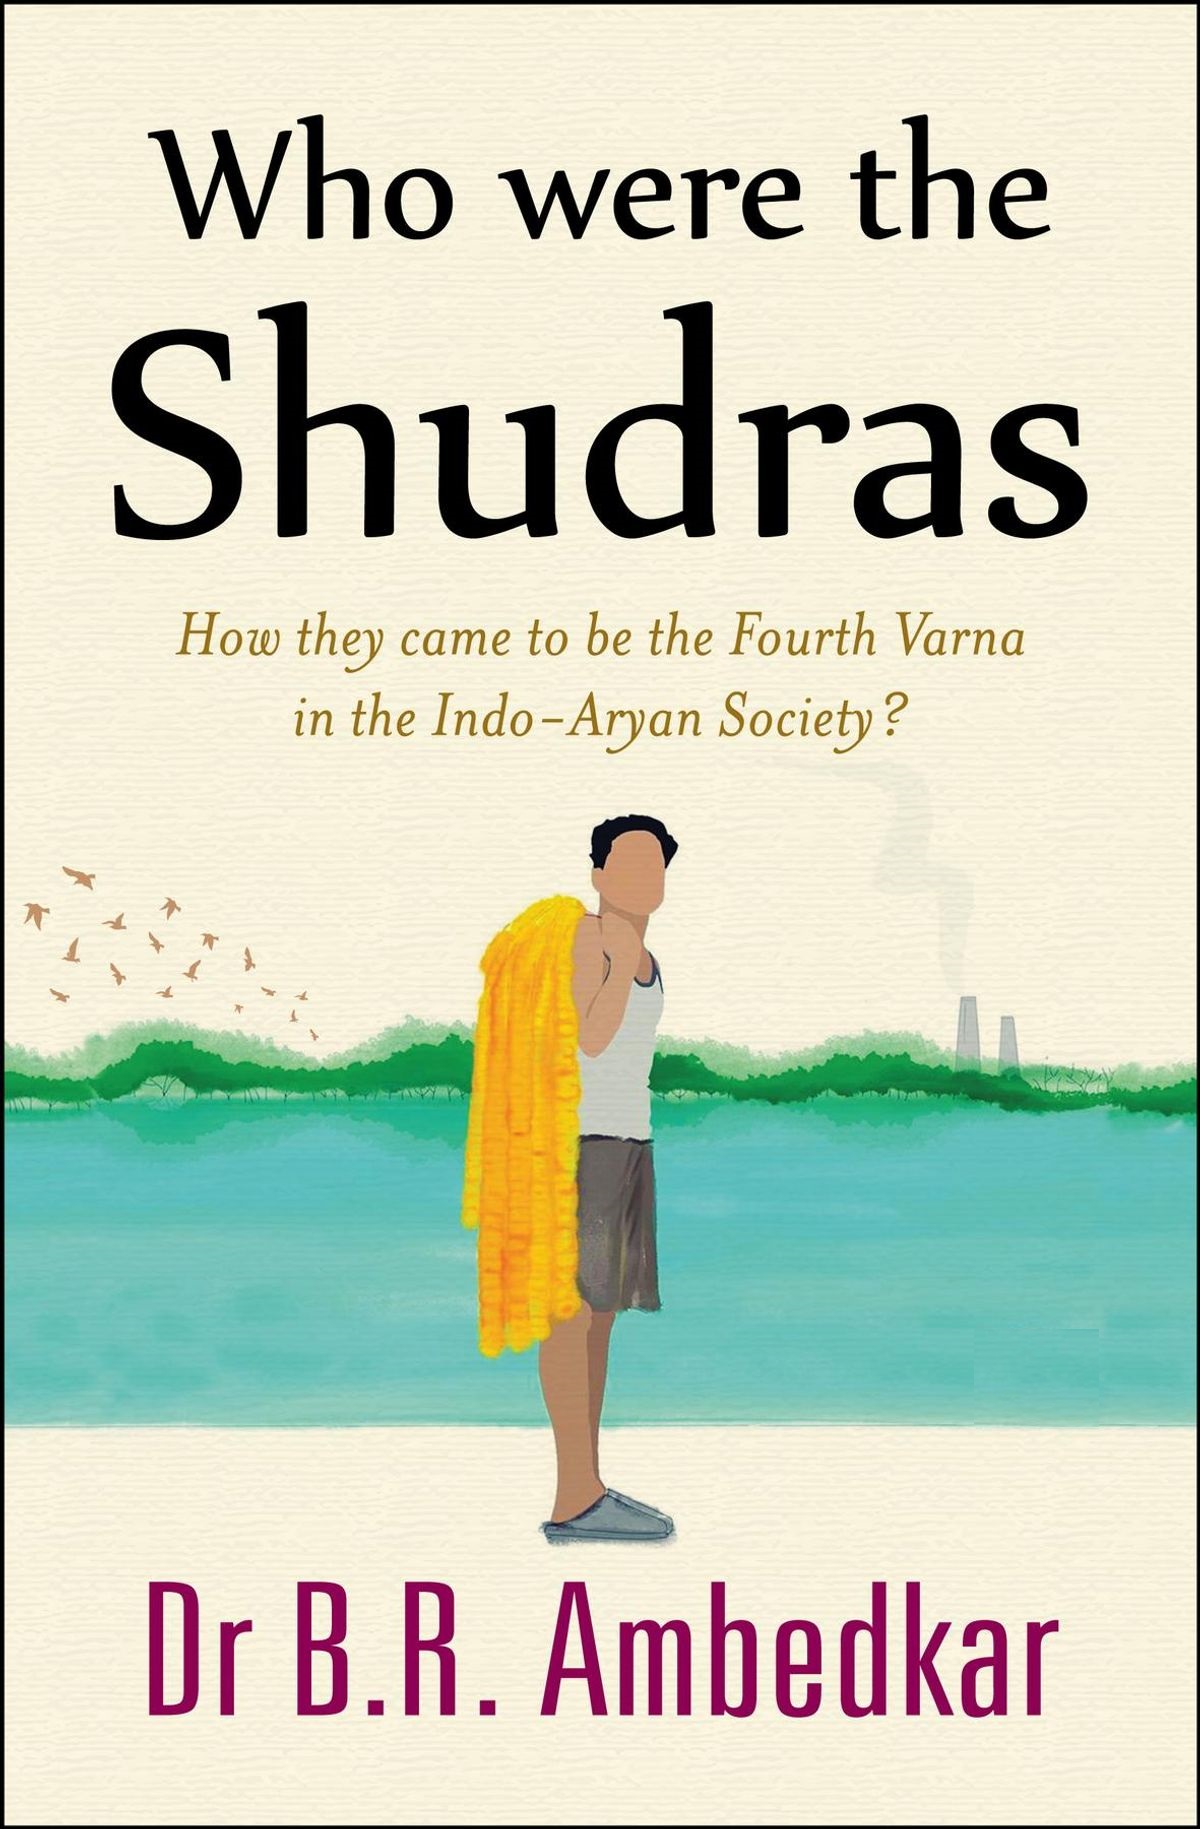 Who were the
Shudras
How they came to be the Fourth Varna
in the Indo-Aryan Society?
Dr B.R. Ambedkar